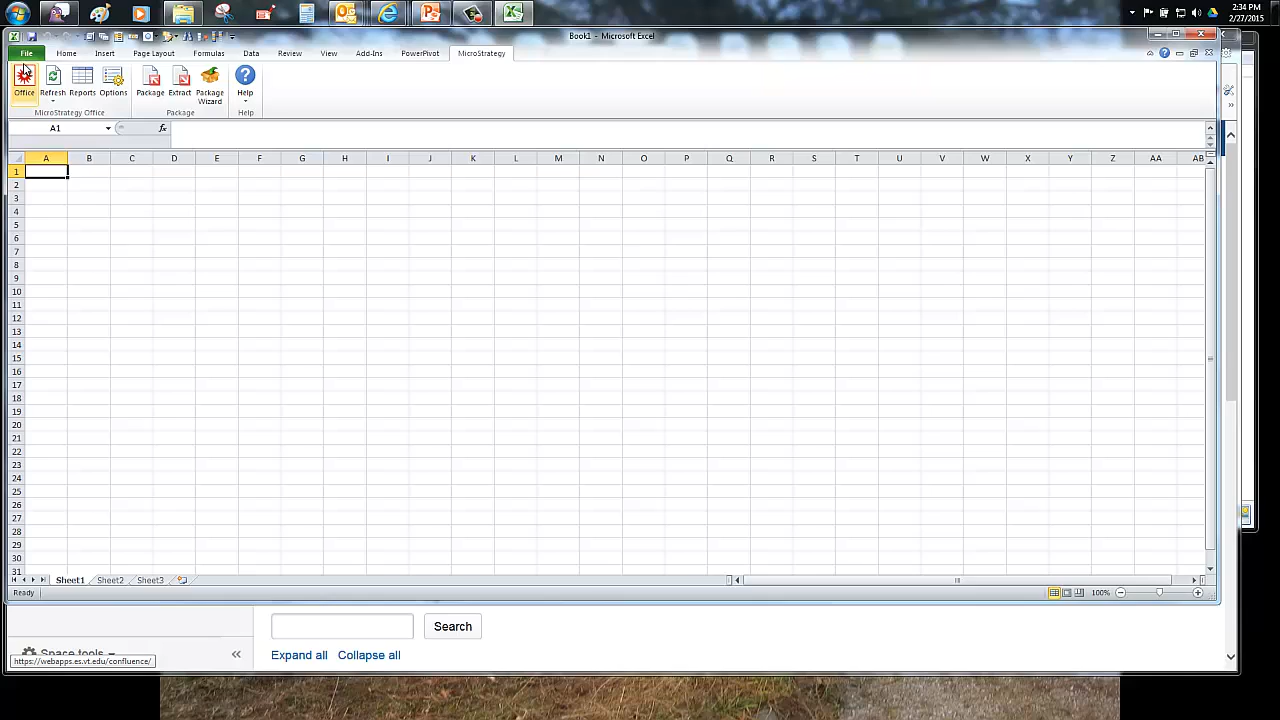 2:34 PM
2/27/2015
Book1 - Microsoft Excel
File Home Insert Page Layout Formulas Data Review View Add-Ins PowerPivot MicroStrategy
Office Refresh Reports Options Package Extract Package Wizard Help
MicroStrategy Office Package Help
A1 fx
A B C D E F G H I J K L M N O P Q R S T U V W X Y Z AA AB
1
2
3
4
5
6
7
8
9
10
11
12
13
14
15
16
17
18
19
20
21
22
23
24
25
26
27
28
29
30
31
Sheet1 Sheet2 Sheet3
Ready 100%
Search
Space tools
https://webapps.es.vt.edu/confluence/
Expand all Collapse all